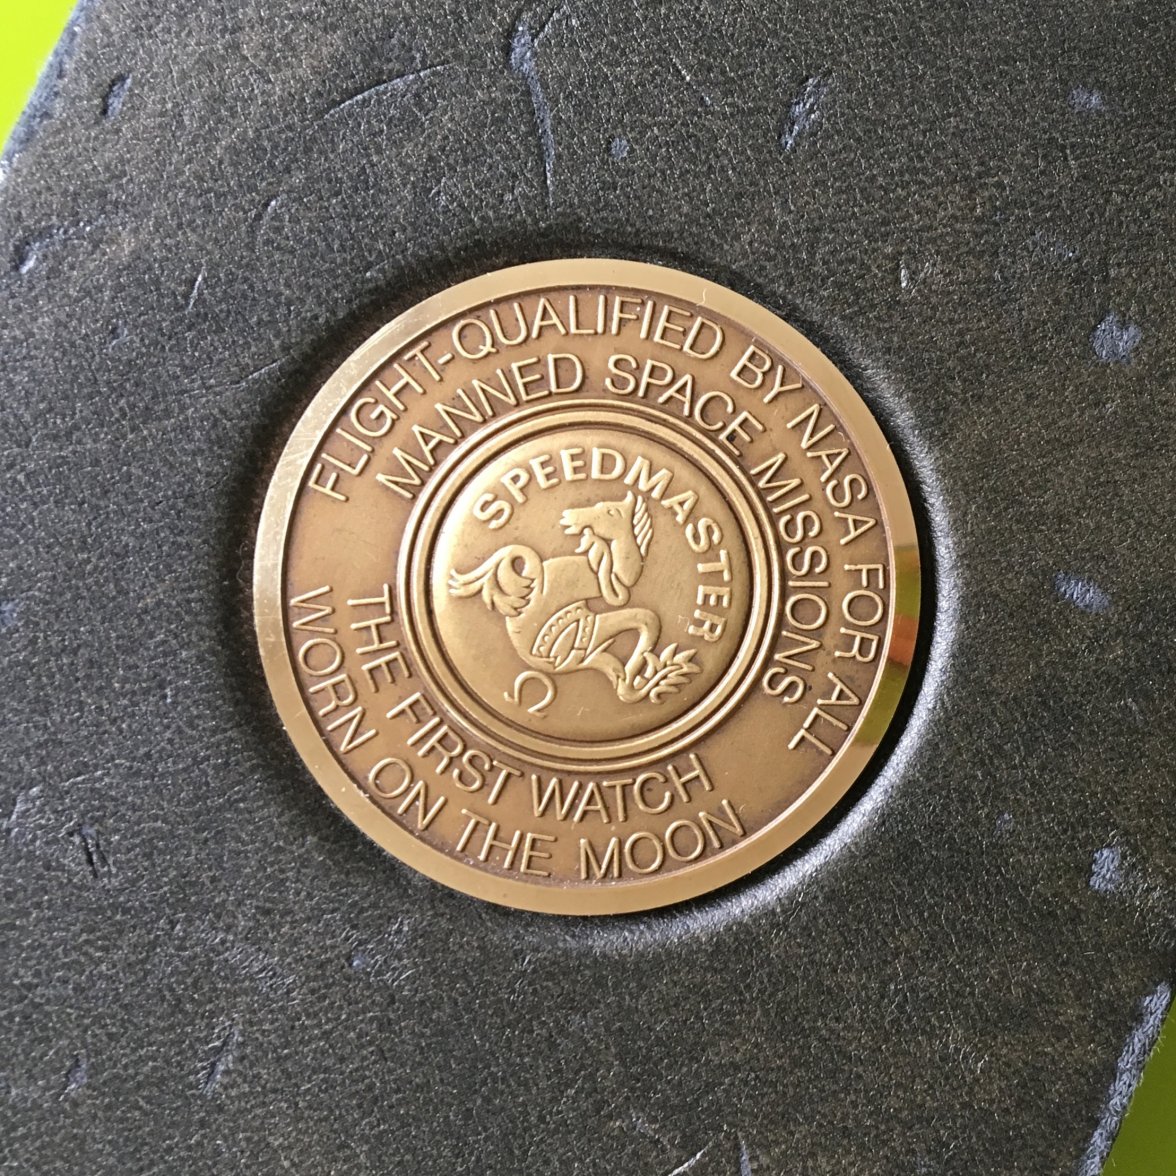 FLIGHT-QUALIFIED BY NASA FOR ALL
MANNED SPACE MISSIONS
SPEEDMASTER
Ω
THE FIRST WATCH
WORN ON THE MOON